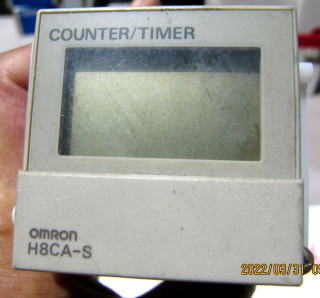 COUNTER/TIMER
OMRON
H8CA-S
2022/03/31